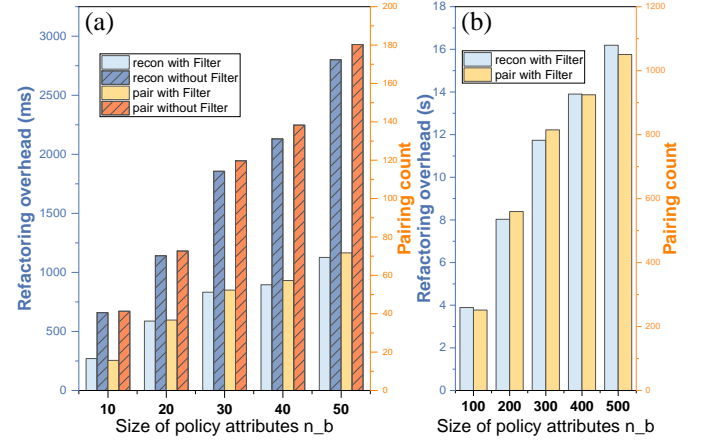 (a)
recon with Filter
recon without Filter
pair with Filter
pair without Filter
Refactoring overhead (ms)
3000
2500
2000
1500
1000
500
0
Pairing count
200
180
160
140
120
100
80
60
40
20
0
10 20 30 40 50
Size of policy attributes n_b
(b)
recon with Filter
pair with Filter
Refactoring overhead (s)
18
16
14
12
10
8
6
4
2
0
Pairing count
1200
1000
800
600
400
200
0
100 200 300 400 500
Size of policy attributes n_b